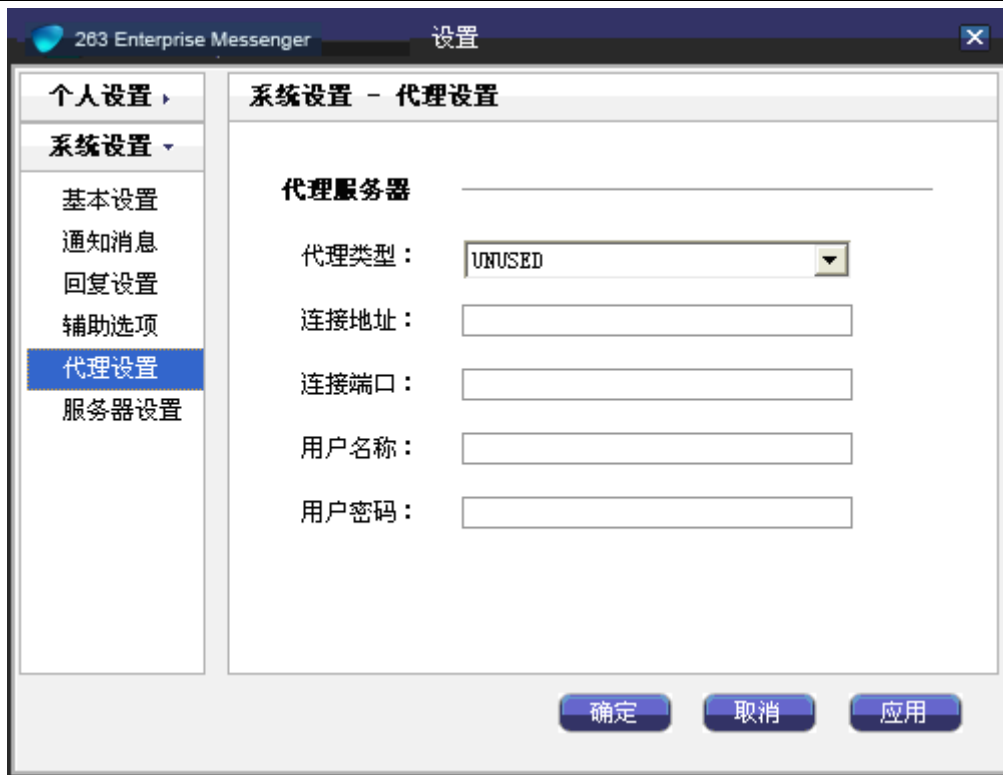 263 Enterprise Messenger 设置
个人设置
系统设置
基本设置
通知消息
回复设置
辅助选项
代理设置
服务器设置
系统设置 - 代理设置
代理服务器
代理类型： UNUSED
连接地址：
连接端口：
用户名称：
用户密码：
确定 取消 应用